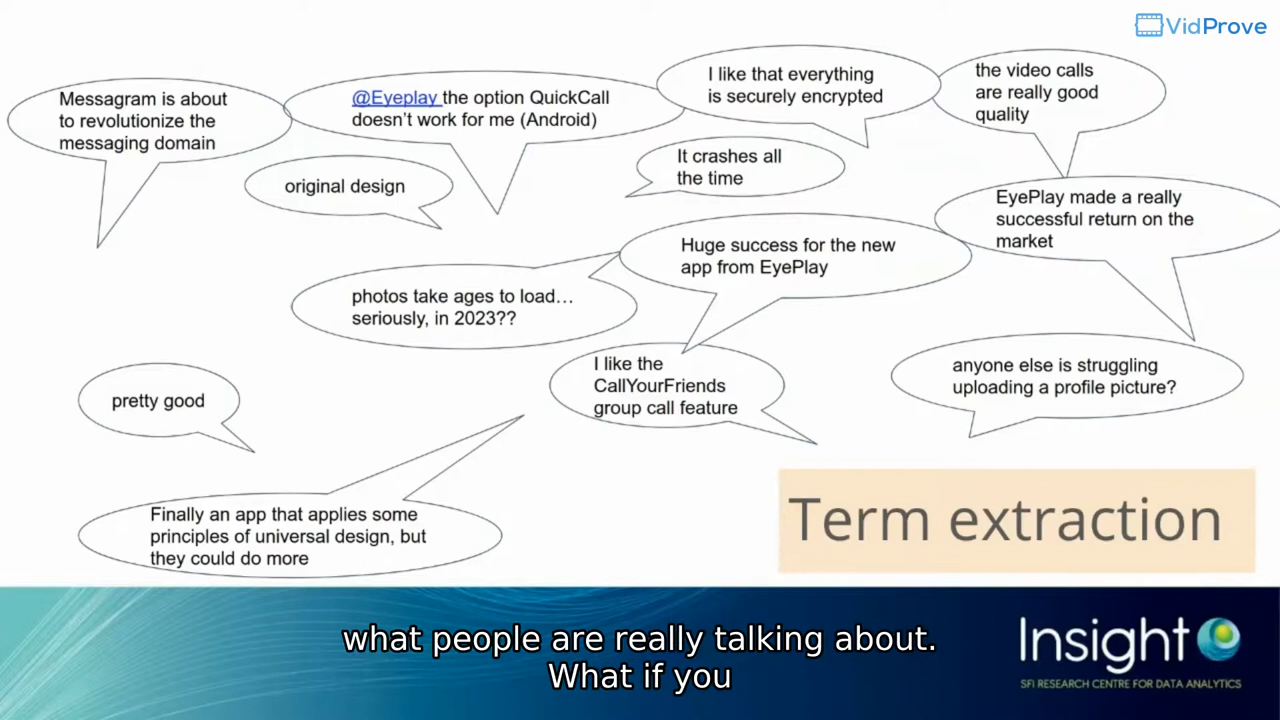 VidProve
Messagram is about
to revolutionize the
messaging domain
@Eyeplay the option QuickCall
doesn't work for me (Android)
I like that everything
is securely encrypted
the video calls
are really good
quality
original design
It crashes all
the time
EyePlay made a really
successful return on the
market
Huge success for the new
app from EyePlay
photos take ages to load…
seriously, in 2023??
I like the
CallYourFriends
group call feature
anyone else is struggling
uploading a profile picture?
pretty good
Finally an app that applies some
principles of universal design, but
they could do more
Term extraction
what people are really talking about.
What if you
Insight
SFI RESEARCH CENTRE FOR DATA ANALYTICS